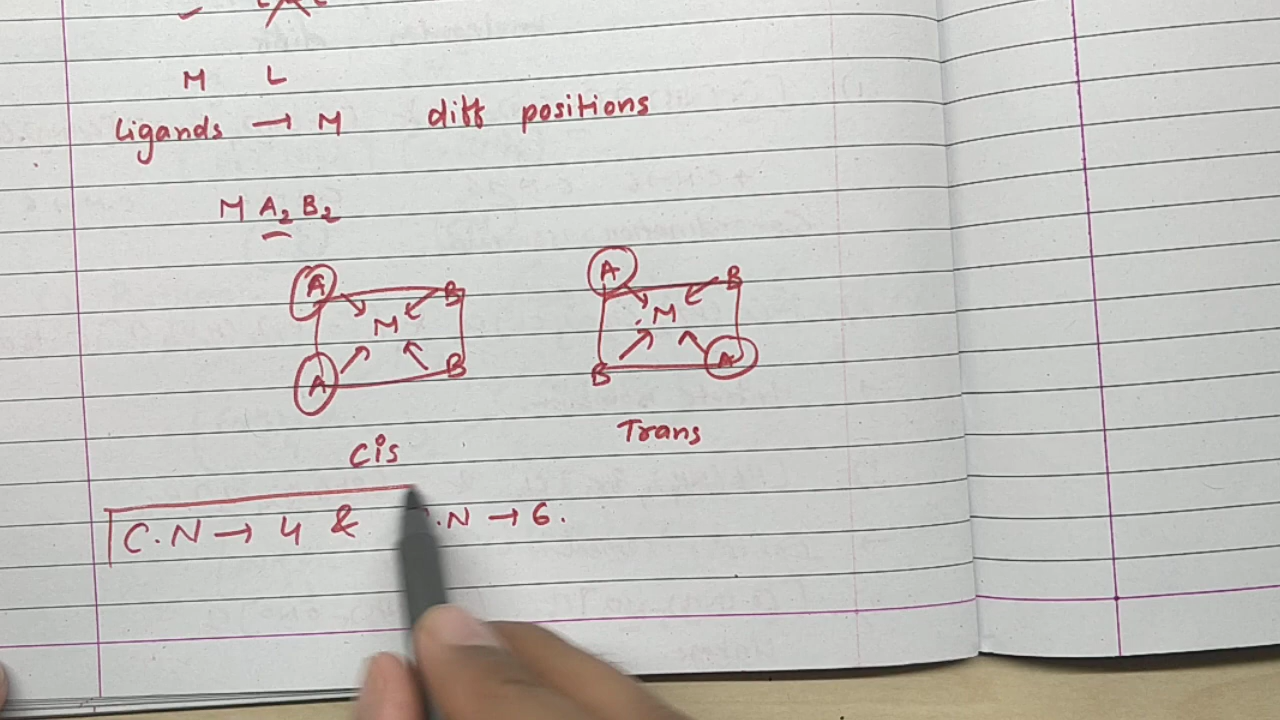 M L
Ligands → M diff positions
M A₂ B₂
A B A B
M M
A B B A
Cis Trans
C.N → 4 & .N → 6.